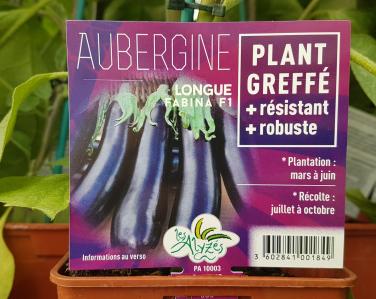 AUBERGINE
LONGUE
FABINA F1
PLANT
GREFFÉ
+ résistant
+ robuste
* Plantation :
mars à juin
* Récolte :
juillet à octobre
les Alyzés
Informations au verso
PA 10003
3 602841 001849